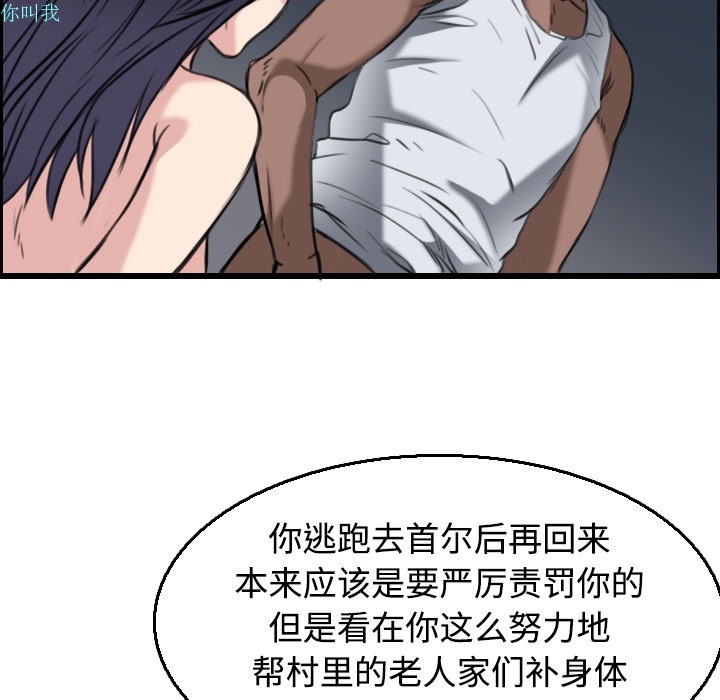 你叫我
你逃跑去首尔后再回来
本来应该是要严厉责罚你的
但是看在你这么努力地
帮村里的老人家们补身体